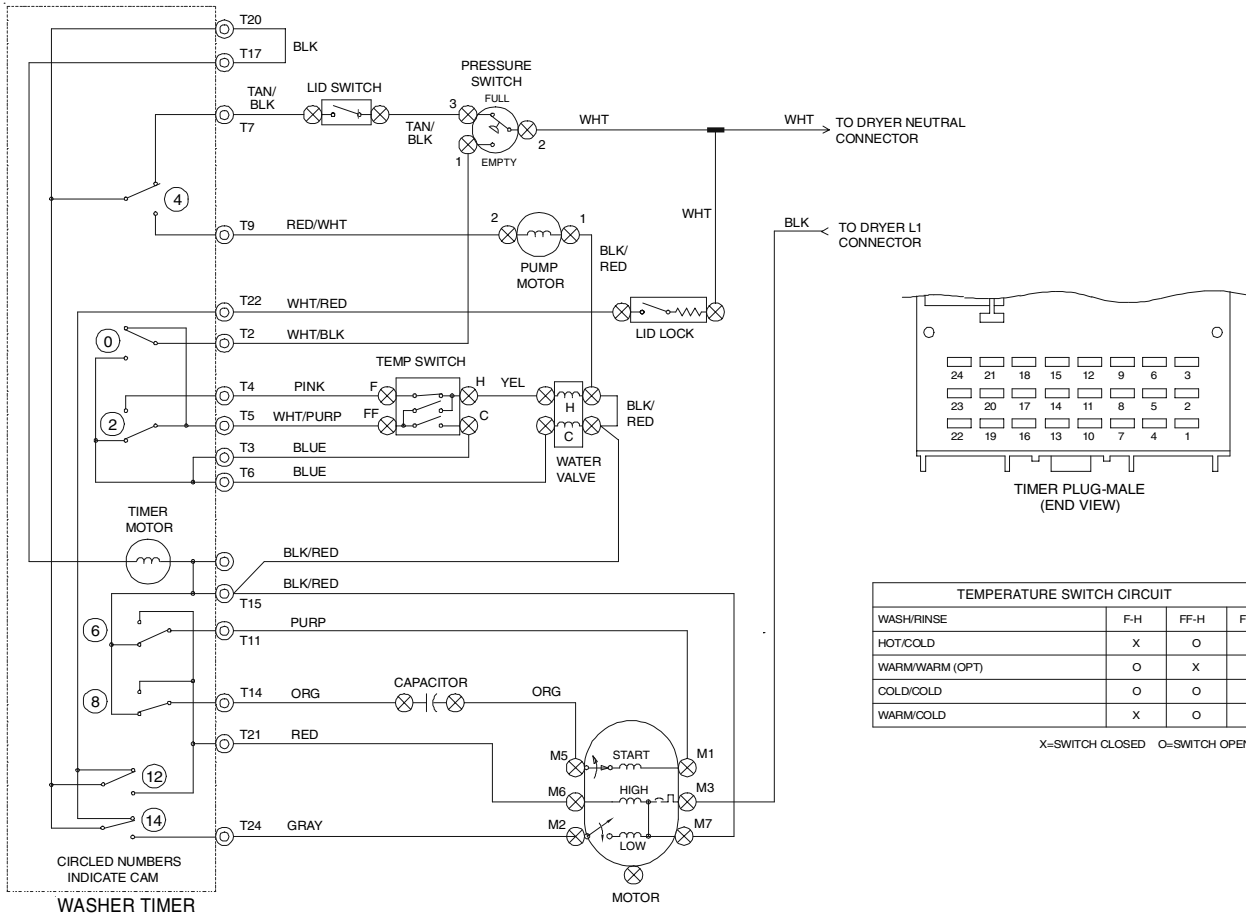 T20
BLK
T17
TAN/
BLK
T7
LID SWITCH
TAN/
BLK
PRESSURE
SWITCH
FULL
3
1
2
EMPTY
WHT
WHT
TO DRYER NEUTRAL
CONNECTOR
4
T9
RED/WHT
2
1
PUMP
MOTOR
BLK/
RED
WHT
BLK
TO DRYER L1
CONNECTOR
T22
WHT/RED
LID LOCK
0
T2
WHT/BLK
TEMP SWITCH
2
T4
PINK
F
H
YEL
H
BLK/
RED
T5
WHT/PURP
FF
C
C
T3
BLUE
T6
BLUE
WATER
VALVE
TIMER
MOTOR
BLK/RED
BLK/RED
T15
6
PURP
T11
8
T14
ORG
CAPACITOR
ORG
T21
RED
12
14
T24
GRAY
M5
START
M1
M6
HIGH
M3
M2
LOW
M7
MOTOR
CIRCLED NUMBERS
INDICATE CAM
WASHER TIMER
24 21 18 15 12 9 6 3
23 20 17 14 11 8 5 2
22 19 16 13 10 7 4 1
TIMER PLUG-MALE
(END VIEW)
TEMPERATURE SWITCH CIRCUIT
WASH/RINSE F-H FF-H
HOT/COLD X O
WARM/WARM (OPT) O X
COLD/COLD O O
WARM/COLD X O
X=SWITCH CLOSED O=SWITCH OPEN